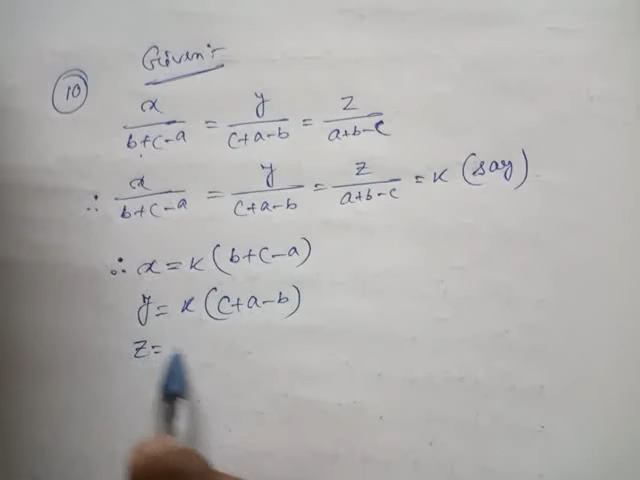 Given:-
10
x/(b+c-a) = y/(c+a-b) = z/(a+b-c)
∴ x/(b+c-a) = y/(c+a-b) = z/(a+b-c) = k (say)
∴ x = k (b+c-a)
y = k (c+a-b)
z =